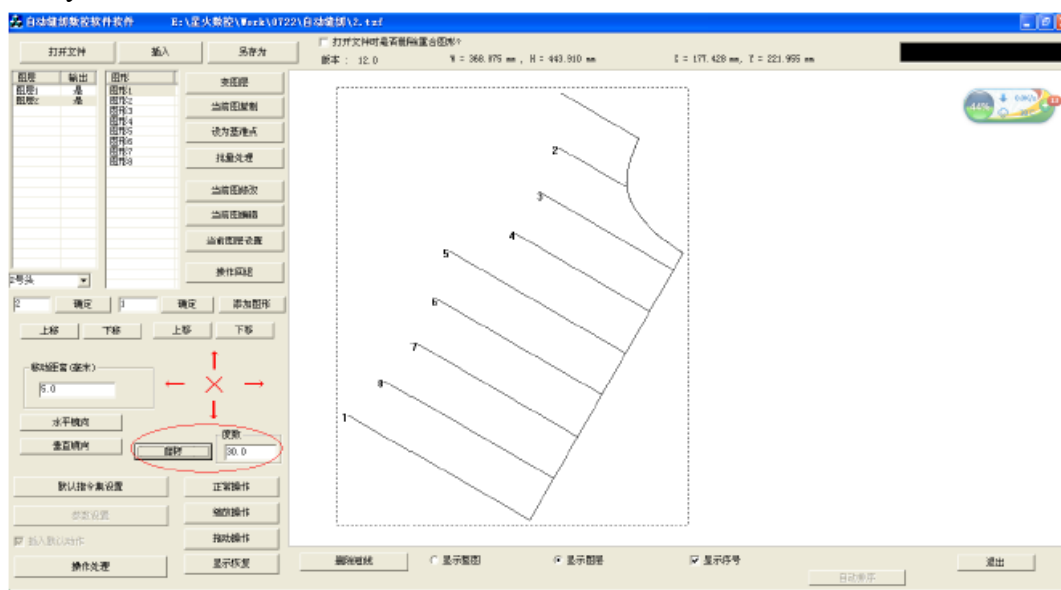 自动缝纫数控软件软件 E:\星火数控\Work\0722\自动缝纫\2.txf
打开文件 插入 另存为
打开文件时是否删除重合图形?
版本: 12.0 W = 368.875 mm , H = 443.910 mm X = 177.428 mm, Y = 221.955 mm
图层 输出
图层1 是
图层2 是
图形
图形1
图形2
图形3
图形4
图形5
图形6
图形7
图形8
变图层
当前图复制
设为基准点
批量处理
当前图修改
当前图编辑
当前图层设置
操作回退
2号头
2 确定 1 确定 添加图形
上移 下移 上移 下移
移动距离(毫米)
5.0
水平镜向
垂直镜向
旋转
度数
30.0
默认指令集设置 正常操作
参数设置 缩放操作
插入默认动作 拖动操作
操作处理 显示恢复
2
3
4
5
6
7
8
1
44%
删除短线 显示整图 显示图层 显示序号 退出
自动排序